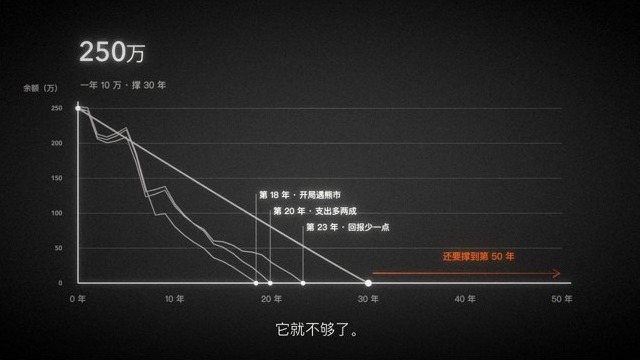 250万
一年 10 万 · 撑 30 年
余额（万）
250
200
150
100
50
0
第 18 年 · 开局遇熊市
第 20 年 · 支出多两成
第 23 年 · 回报少一点
还要撑到第 50 年
0 年
10 年
20 年
30 年
40 年
50 年
它就不够了。